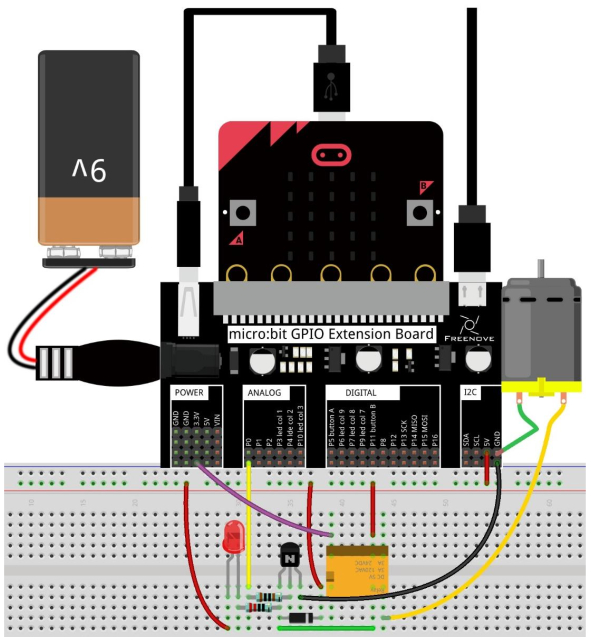 9V
B
A
micro:bit GPIO Extension Board
FREENOVE
POWER
ANALOG
DIGITAL
I2C
GND
GND
3.3V
5V
VIN
P0
P1
P2
P3 led col 1
P4 lde col 2
P10 led col 3
P5 button A
P6 led col 9
P7 led col 8
P9 led col 7
P11 button B
P8
P12
P13 SCK
P14 MISO
P15 MOSI
P16
SDA
SCL
5V
GND
N